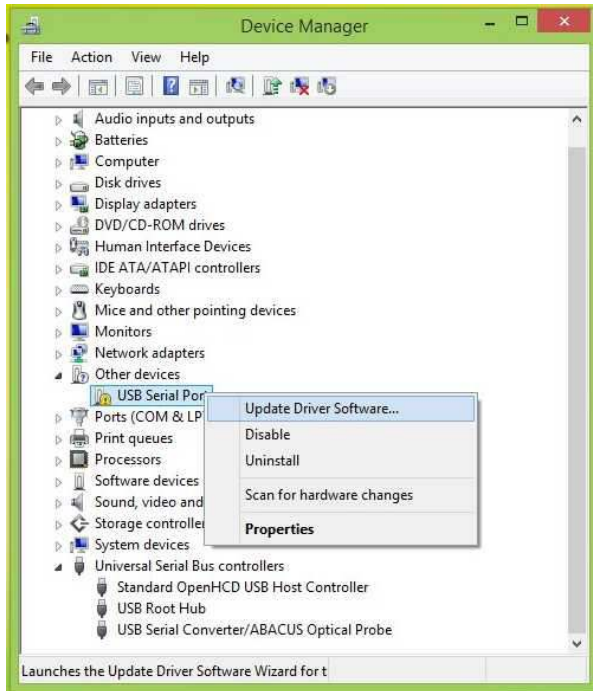 Device Manager
File Action View Help
Audio inputs and outputs
Batteries
Computer
Disk drives
Display adapters
DVD/CD-ROM drives
Human Interface Devices
IDE ATA/ATAPI controllers
Keyboards
Mice and other pointing devices
Monitors
Network adapters
Other devices
USB Serial Por
Update Driver Software...
Ports (COM & LP
Disable
Print queues
Processors
Uninstall
Software devices
Scan for hardware changes
Sound, video and
Storage controller
Properties
System devices
Universal Serial Bus controllers
Standard OpenHCD USB Host Controller
USB Root Hub
USB Serial Converter/ABACUS Optical Probe
Launches the Update Driver Software Wizard for t